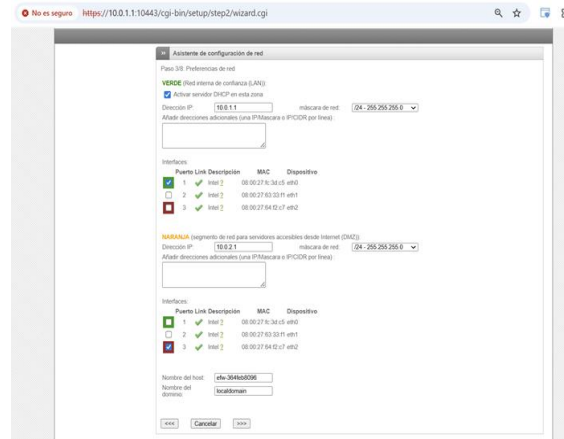 No es seguro https://10.0.1.1:10443/cgi-bin/setup/step2/wizard.cgi
» Asistente de configuración de red
Paso 3/8 Preferencias de red
VERDE (Red interna de confianza (LAN)):
Activar servidor DHCP en esta zona
Dirección IP: 10.0.1.1 máscara de red: /24 - 255.255.255.0
Añadir direcciones adicionales (una IP/Mascara o IP/CIDR por línea):
Interfaces:
Puerto Link Descripción MAC Dispositivo
1 Intel ? 08:00:27:fc:3d:c5 eth0
2 Intel ? 08:00:27:63:33:f1 eth1
3 Intel ? 08:00:27:64:f2:c7 eth2
NARANJA (segmento de red para servidores accesibles desde Internet (DMZ)):
Dirección IP: 10.0.2.1 máscara de red: /24 - 255.255.255.0
Añadir direcciones adicionales (una IP/Mascara o IP/CIDR por línea):
Interfaces:
Puerto Link Descripción MAC Dispositivo
1 Intel ? 08:00:27:fc:3d:c5 eth0
2 Intel ? 08:00:27:63:33:f1 eth1
3 Intel ? 08:00:27:64:f2:c7 eth2
Nombre del host: efw-364feb8096
Nombre del
dominio: localdomain
<<< Cancelar >>>